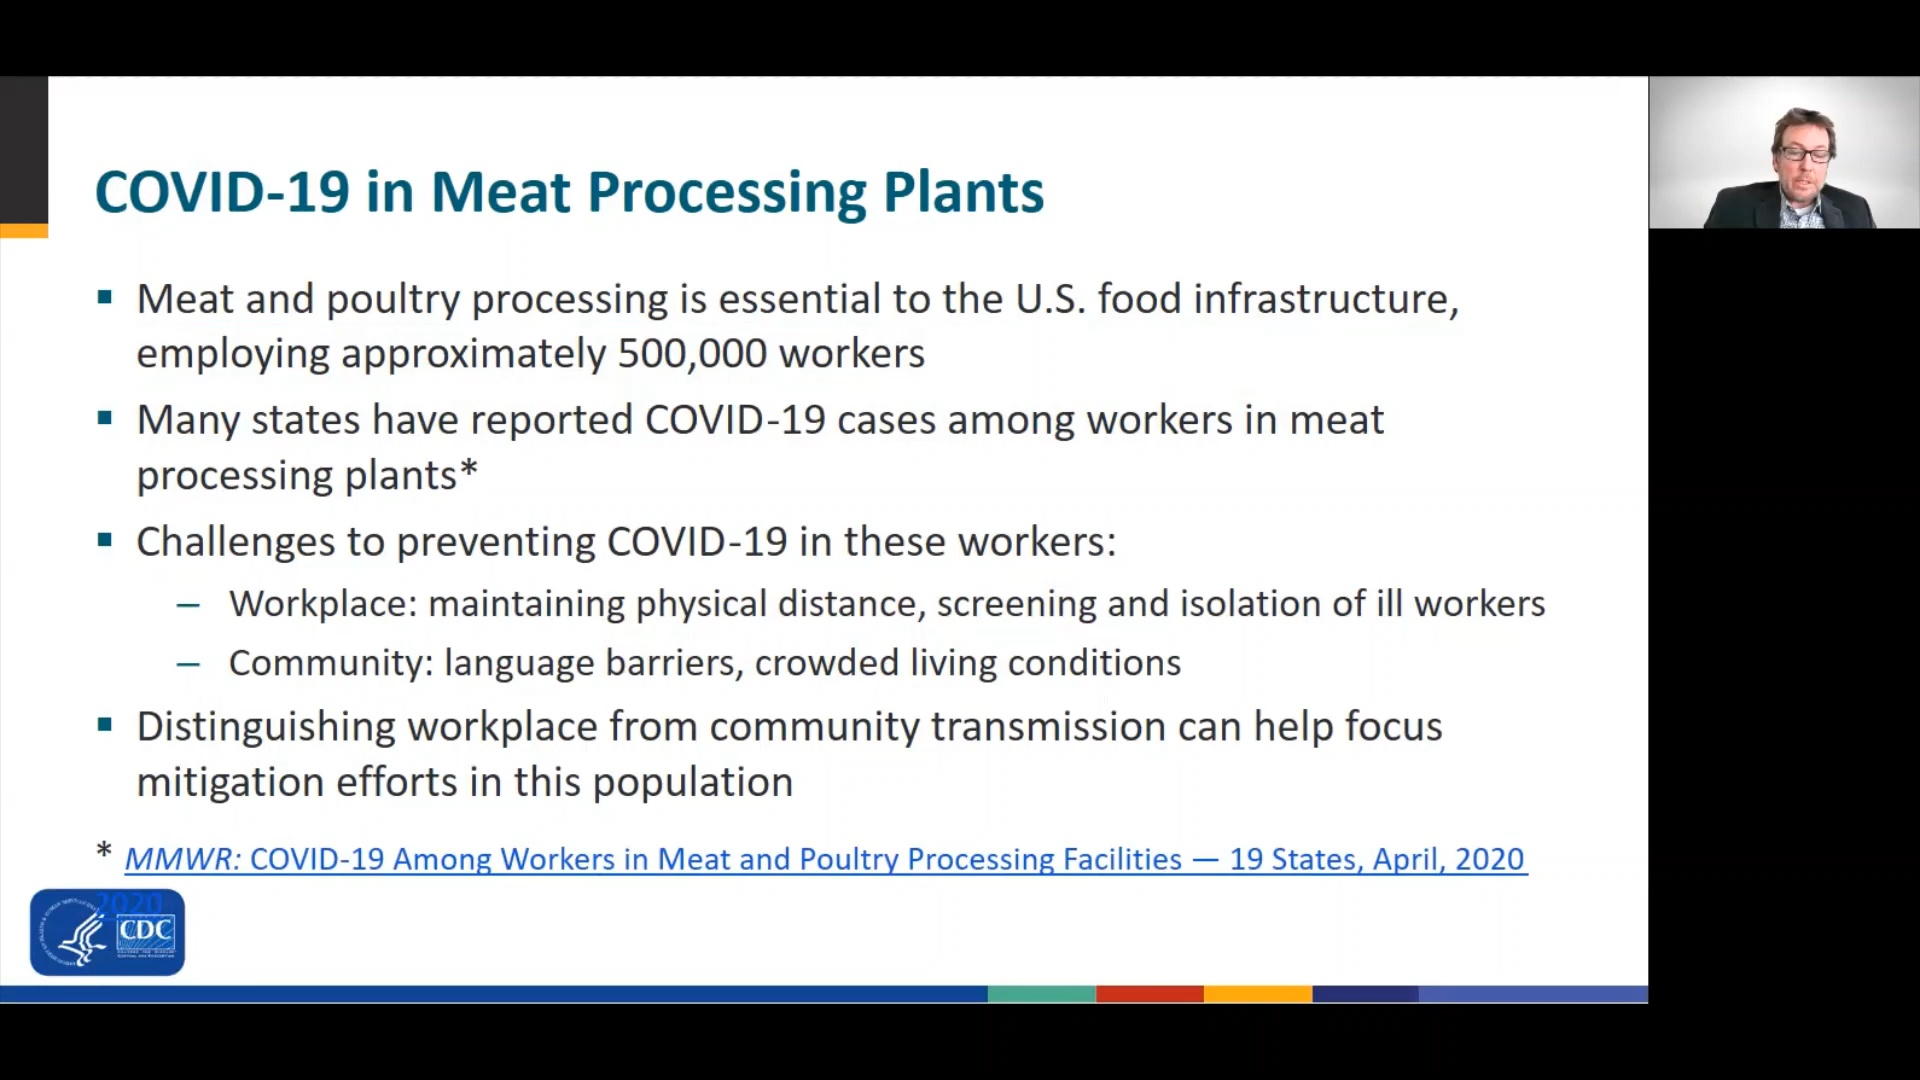 COVID-19 in Meat Processing Plants
▪ Meat and poultry processing is essential to the U.S. food infrastructure,
employing approximately 500,000 workers
▪ Many states have reported COVID-19 cases among workers in meat
processing plants*
▪ Challenges to preventing COVID-19 in these workers:
– Workplace: maintaining physical distance, screening and isolation of ill workers
– Community: language barriers, crowded living conditions
▪ Distinguishing workplace from community transmission can help focus
mitigation efforts in this population
* MMWR: COVID-19 Among Workers in Meat and Poultry Processing Facilities — 19 States, April, 2020
2020
CDC